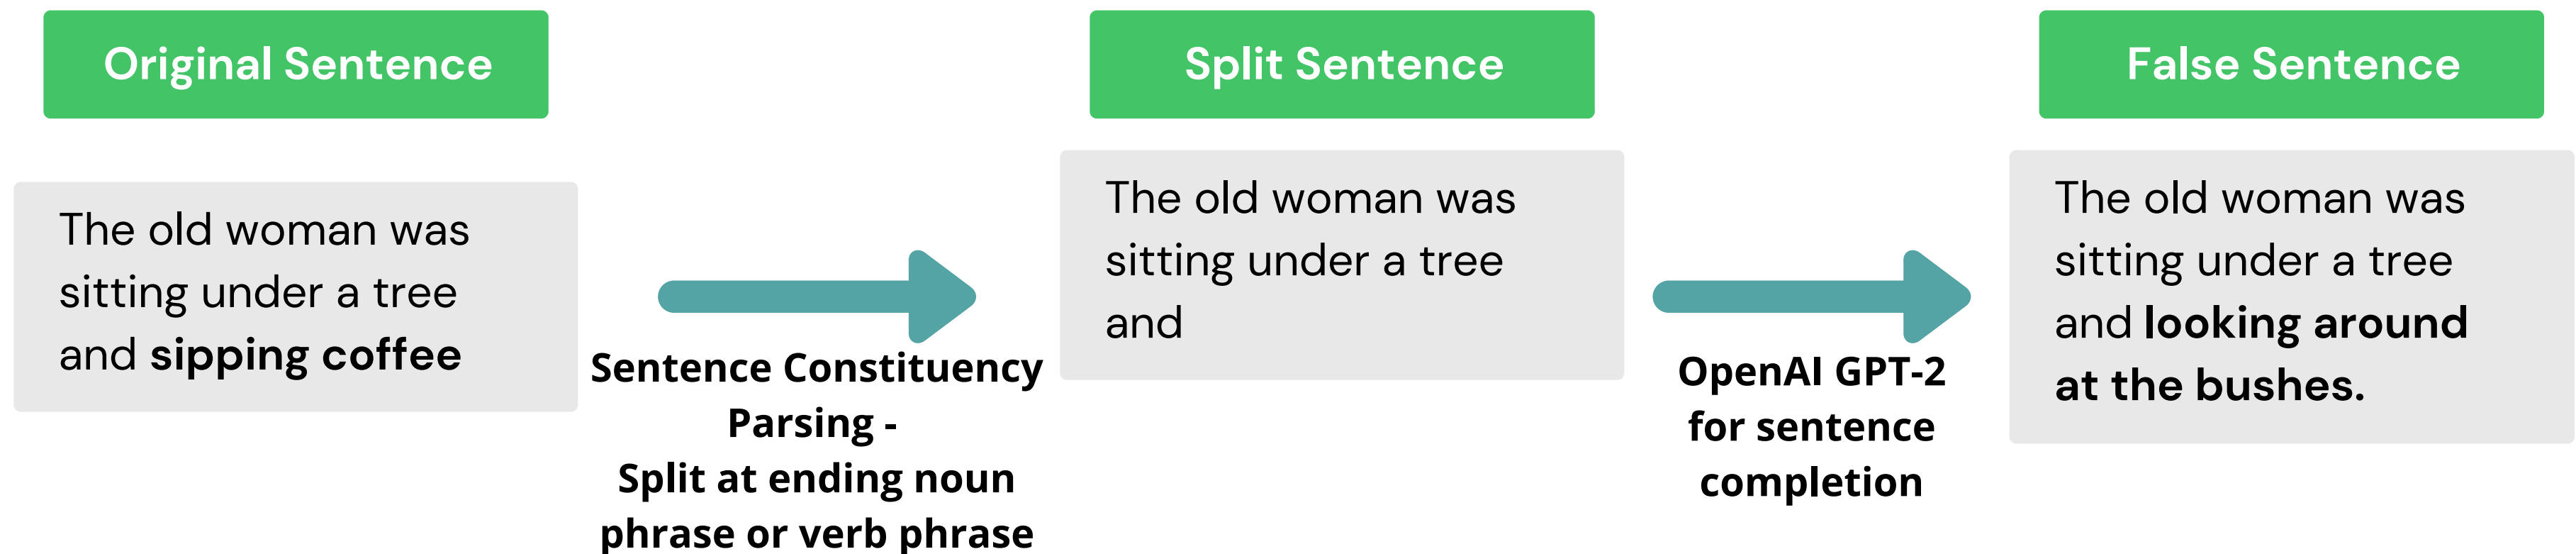 Original Sentence
The old woman was
sitting under a tree
and sipping coffee
Sentence Constituency
Parsing -
Split at ending noun
phrase or verb phrase
Split Sentence
The old woman was
sitting under a tree
and
OpenAI GPT-2
for sentence
completion
False Sentence
The old woman was
sitting under a tree
and looking around
at the bushes.